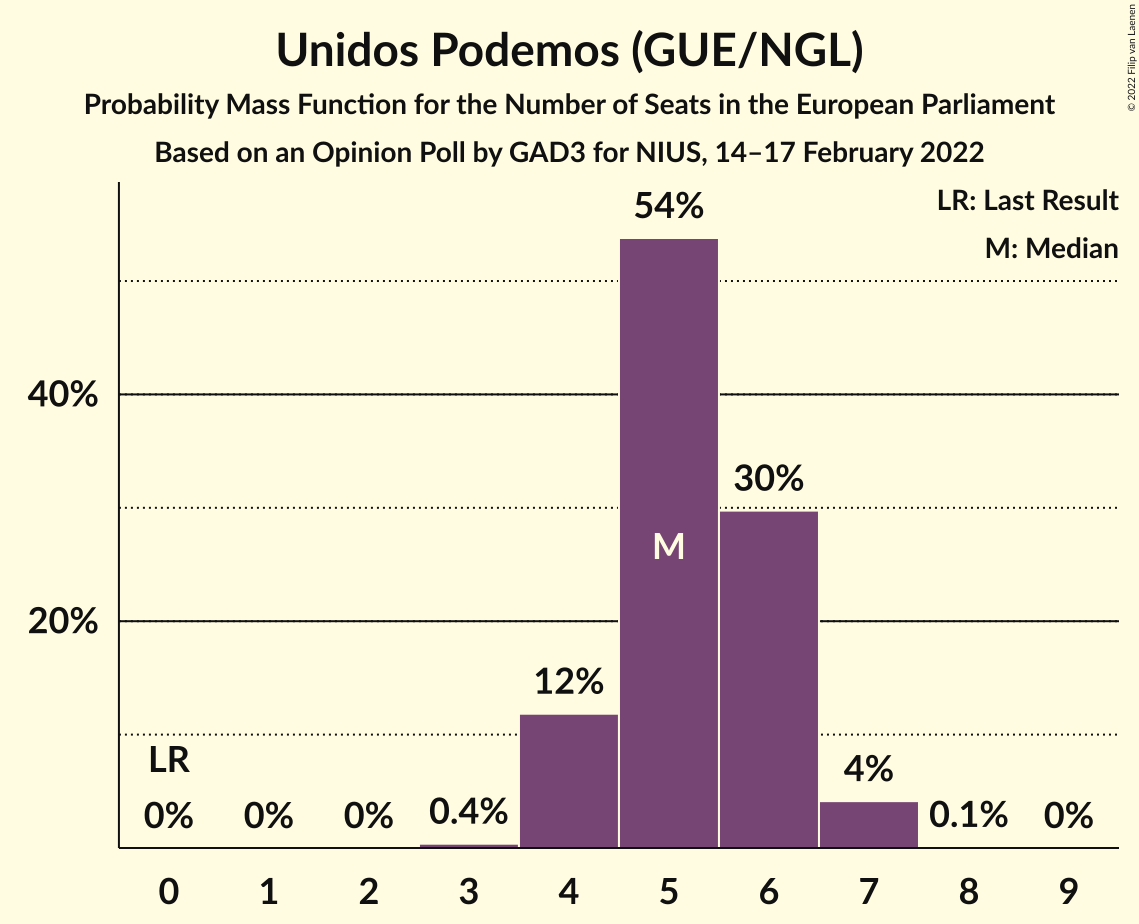 Unidos Podemos (GUE/NGL)
Probability Mass Function for the Number of Seats in the European Parliament
Based on an Opinion Poll by GAD3 for NIUS, 14–17 February 2022
© 2022 Filip van Laenen
LR: Last Result
M: Median
54%
40%
30%
M
20%
12%
LR
4%
0% 0% 0% 0.4% 0.1% 0%
0 1 2 3 4 5 6 7 8 9